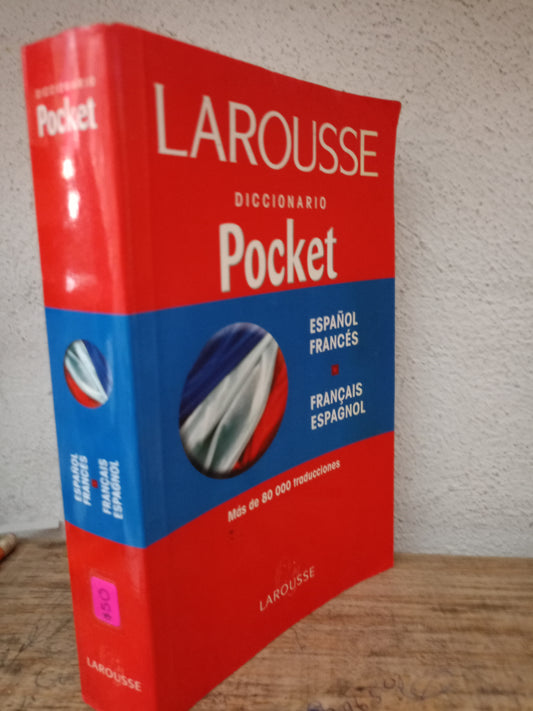 DICCIONARIO
Pocket
ESPAÑOL
FRANCÉS
FRANÇAIS
ESPAGNOL
$50
LAROUSSE
LAROUSSE
DICCIONARIO
Pocket
ESPAÑOL
FRANCÉS
FRANÇAIS
ESPAGNOL
Más de 80 000 traducciones
LAROUSSE